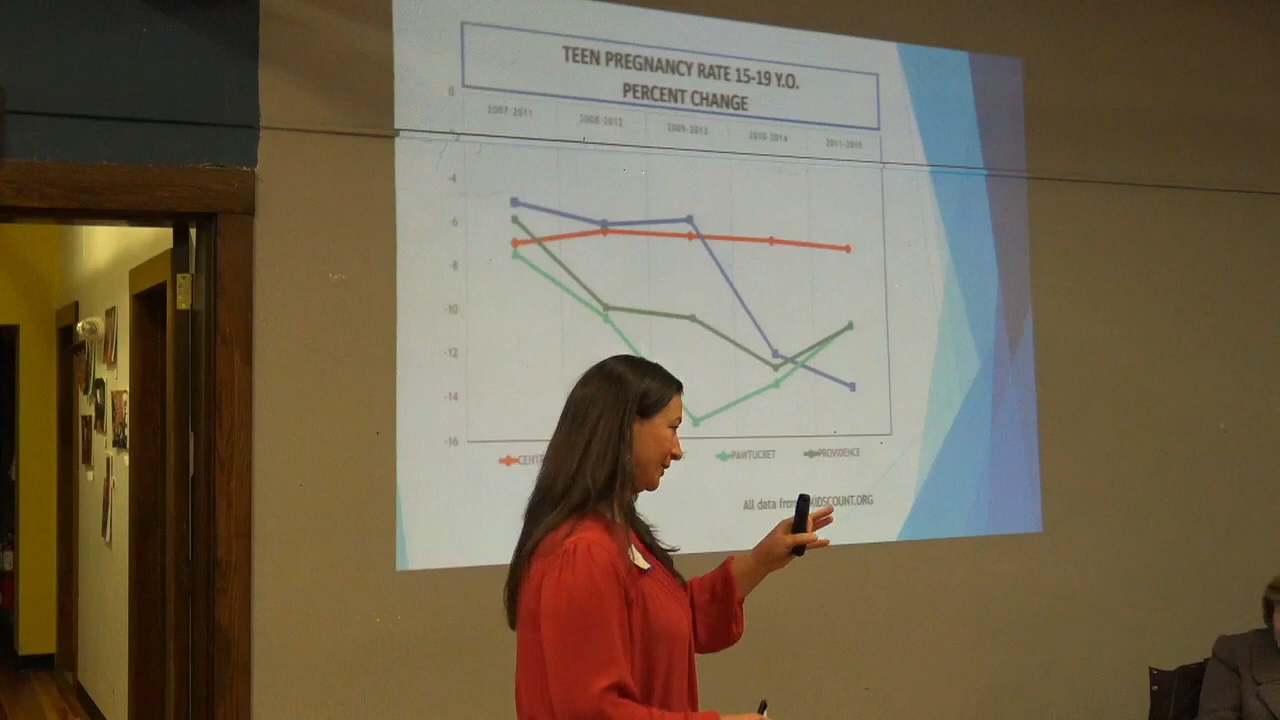 TEEN PREGNANCY RATE 15-19 Y.O.
PERCENT CHANGE
0
2007-2011 2008-2012 2009-2013 2010-2014 2011-2015
-4
-6
-8
-10
-12
-14
-16
PAWTUCKET PROVIDENCE
All data KIDSCOUNT.ORG